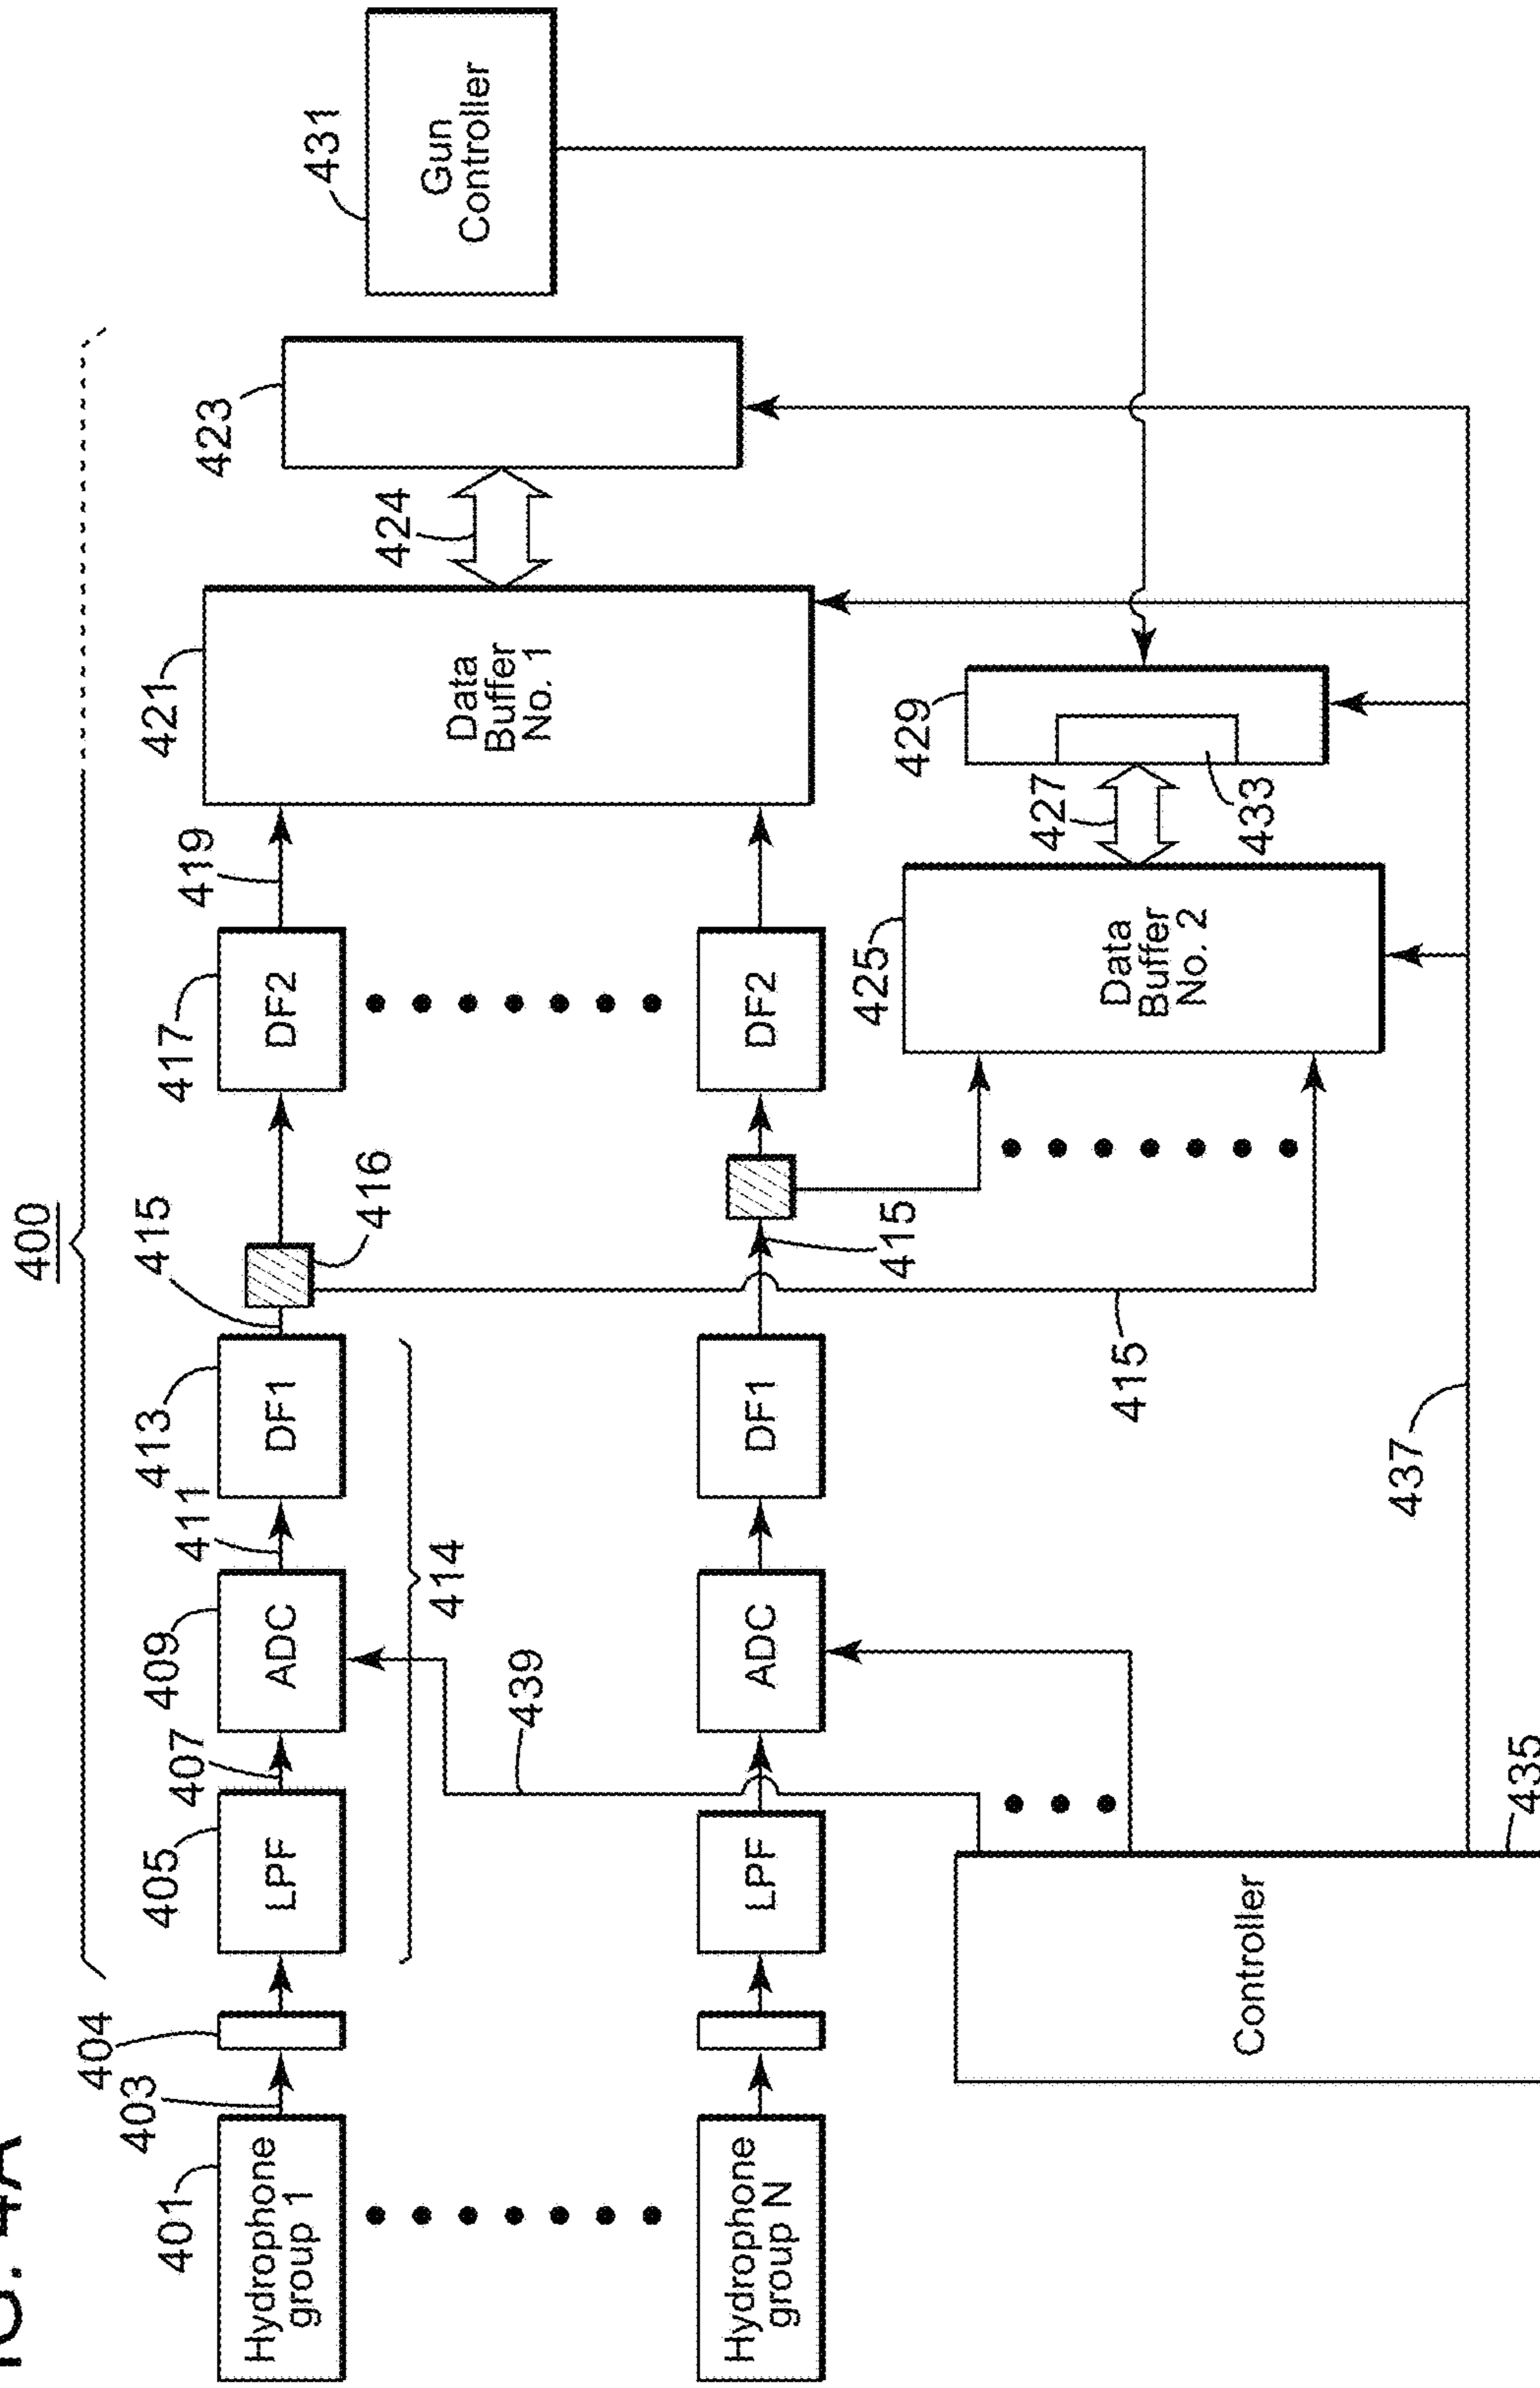 400
401
Hydrophone
group 1
403
404
405
LPF
407
409
ADC
411
413
DF1
414
415
416
417
DF2
419
421
Data
Buffer
No. 1
424
423
431
Gun
Controller
Hydrophone
group N
LPF
ADC
DF1
415
DF2
439
415
425
Data
Buffer
No. 2
427
429
433
Controller
435
437